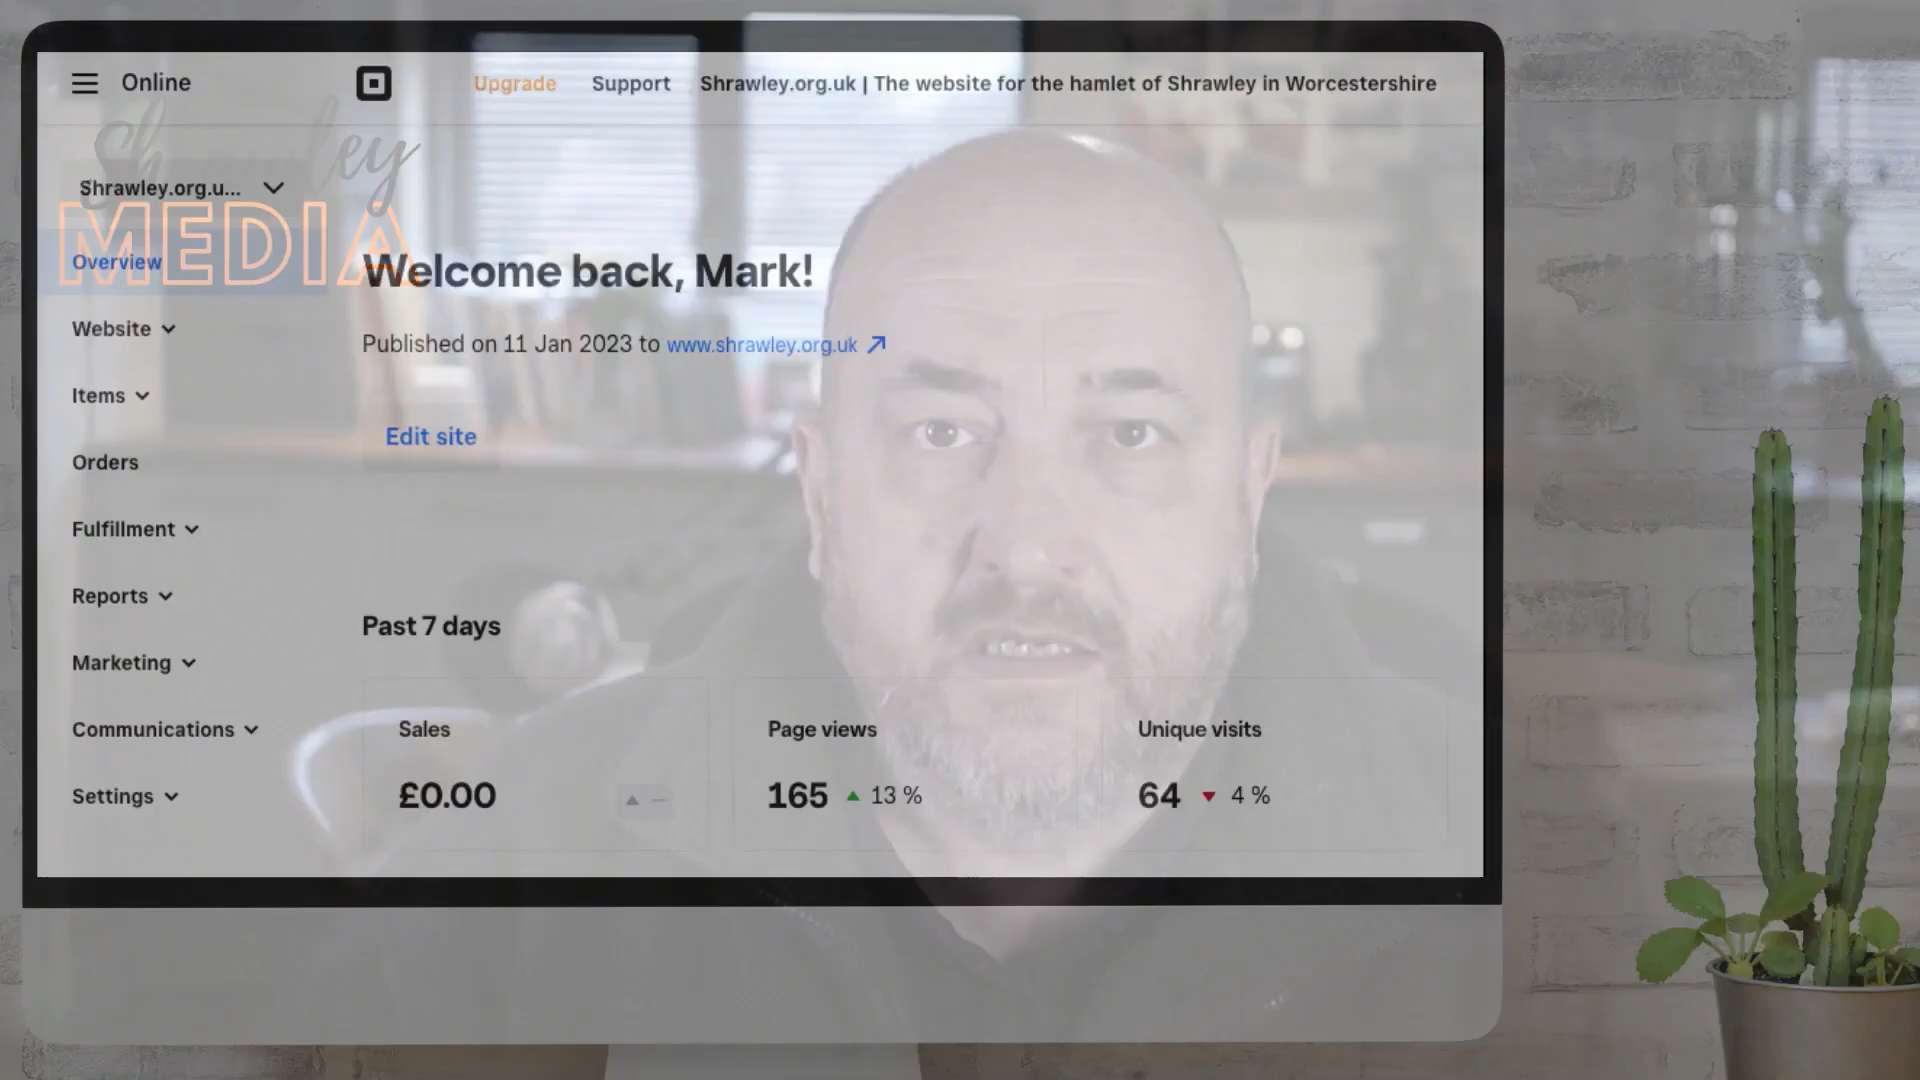 Online
Upgrade
Support
Shrawley.org.uk | The website for the hamlet of Shrawley in Worcestershire
Shrawley
MEDIA
Shrawley.org.u...
Overview
Website
Items
Orders
Fulfillment
Reports
Marketing
Communications
Settings
Welcome back, Mark!
Published on 11 Jan 2023 to www.shrawley.org.uk
Edit site
Past 7 days
Sales
£0.00
Page views
165 13 %
Unique visits
64 4 %